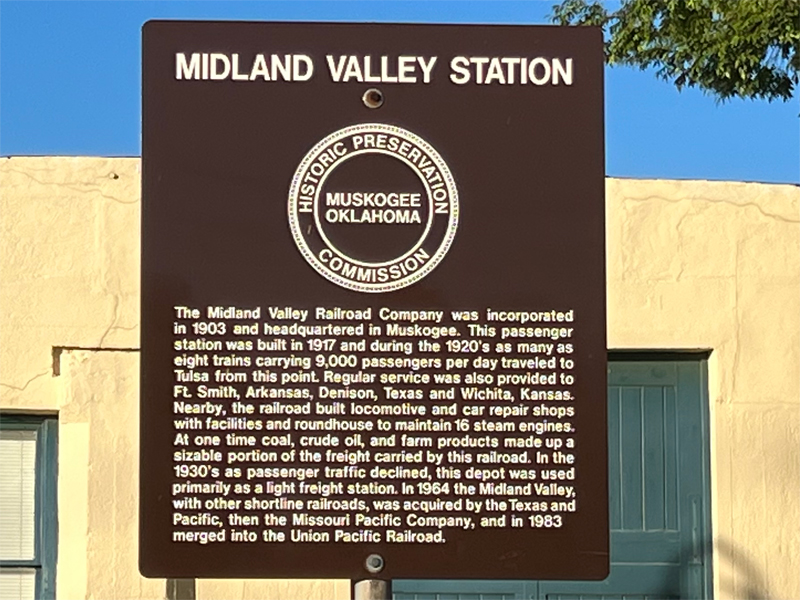 MIDLAND VALLEY STATION
HISTORIC PRESERVATION
MUSKOGEE
OKLAHOMA
COMMISSION
The Midland Valley Railroad Company was incorporated
in 1903 and headquartered in Muskogee. This passenger
station was built in 1917 and during the 1920's as many as
eight trains carrying 9,000 passengers per day traveled to
Tulsa from this point. Regular service was also provided to
Ft. Smith, Arkansas, Denison, Texas and Wichita, Kansas.
Nearby, the railroad built locomotive and car repair shops
with facilities and roundhouse to maintain 16 steam engines.
At one time coal, crude oil, and farm products made up a
sizable portion of the freight carried by this railroad. In the
1930's as passenger traffic declined, this depot was used
primarily as a light freight station. In 1964 the Midland Valley,
with other shortline railroads, was acquired by the Texas and
Pacific, then the Missouri Pacific Company, and in 1983
merged into the Union Pacific Railroad.